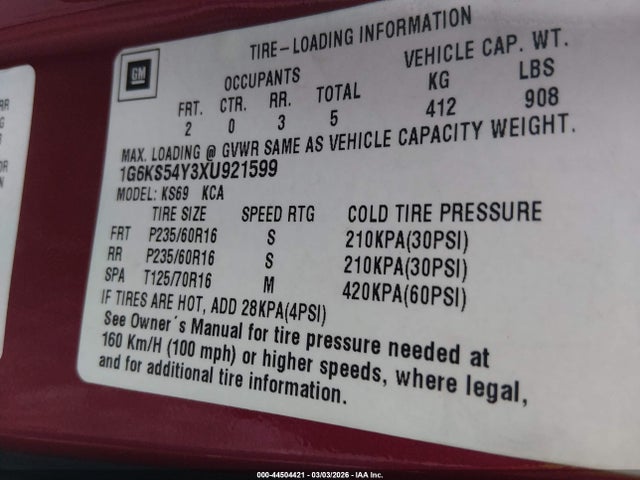 GM
TIRE-LOADING INFORMATION
OCCUPANTS VEHICLE CAP. WT.
FRT. CTR. RR. TOTAL KG LBS
2 0 3 5 412 908
MAX. LOADING @ GVWR SAME AS VEHICLE CAPACITY WEIGHT.
1G6KS54Y3XU921599
MODEL: KS69 KCA
TIRE SIZE SPEED RTG COLD TIRE PRESSURE
FRT P235/60R16 S 210KPA(30PSI)
RR P235/60R16 S 210KPA(30PSI)
SPA T125/70R16 M 420KPA(60PSI)
IF TIRES ARE HOT, ADD 28KPA(4PSI)
See Owner´s Manual for tire pressure needed at
160 Km/H (100 mph) or higher speeds, where legal,
and for additional tire information.
000-44504421 - 03/03/2026 - IAA Inc.